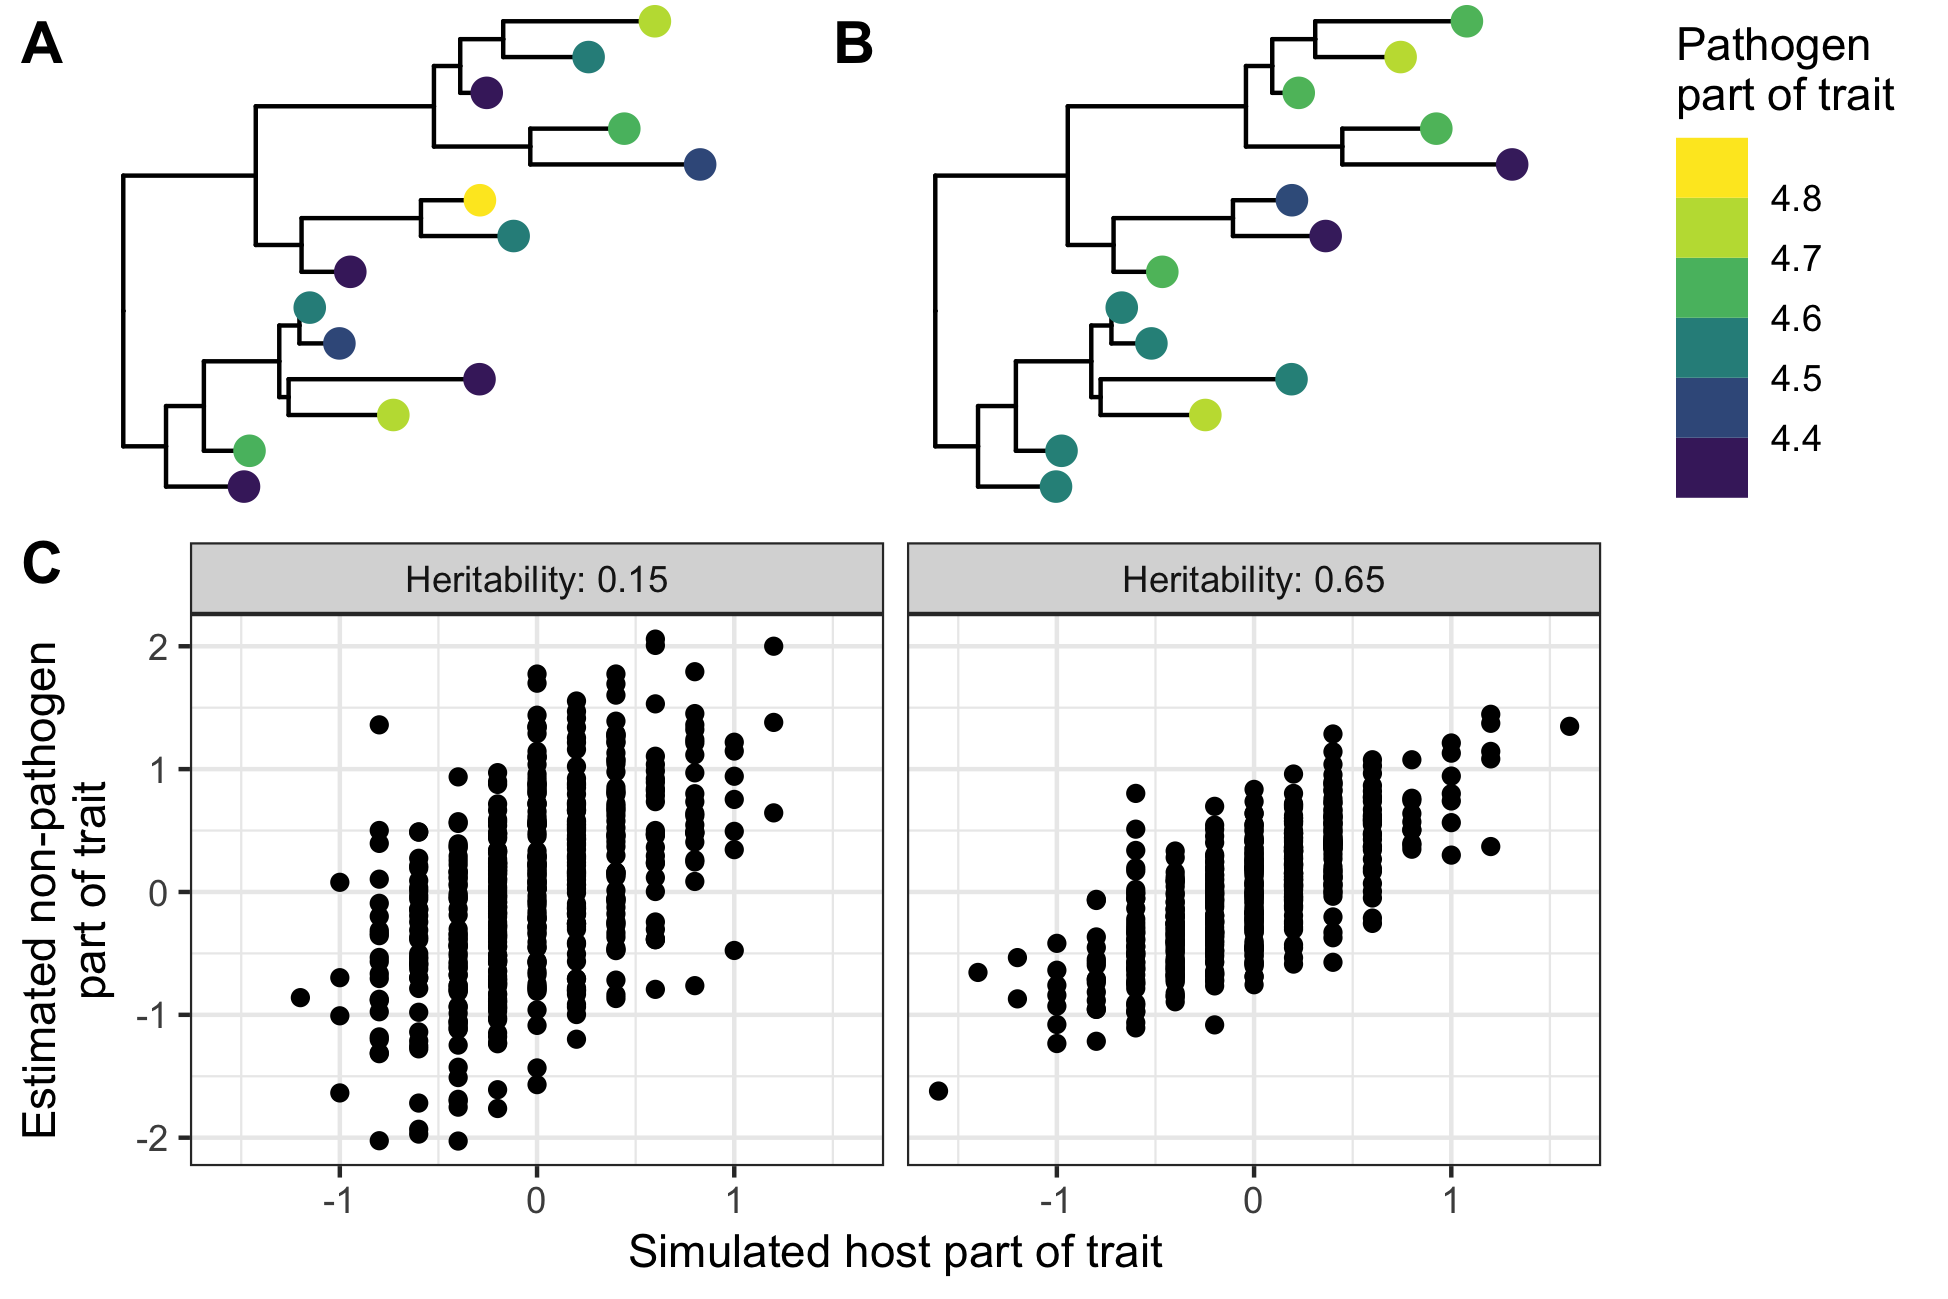 A
B
Pathogen
part of trait
4.8
4.7
4.6
4.5
4.4
C
Heritability: 0.15
Heritability: 0.65
Estimated non-pathogen
part of trait
2
1
0
-1
-2
-1
0
1
-1
0
1
Simulated host part of trait